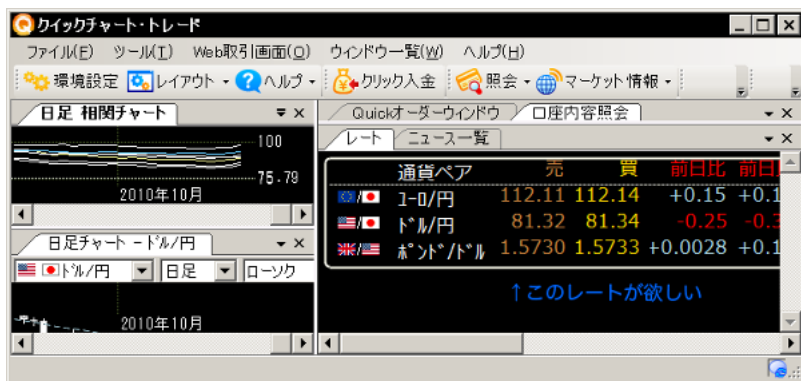 クイックチャート・トレード
ファイル(F) ツール(T) Web取引画面(O) ウィンドウ一覧(W) ヘルプ(H)
環境設定 レイアウト ヘルプ クリック入金 照会 マーケット情報
日足 相関チャート
100
75.79
2010年10月
日足チャート -ドル/円
ドル/円 日足 ローソク
2010年10月
Quickオーダーウィンドウ 口座内容照会
レート ニュース一覧
通貨ペア 売 買 前日比
ユーロ/円 112.11 112.14 +0.15
ドル/円 81.32 81.34 -0.25
ポンド/ドル 1.5730 1.5733 +0.0028
↑このレートが欲しい